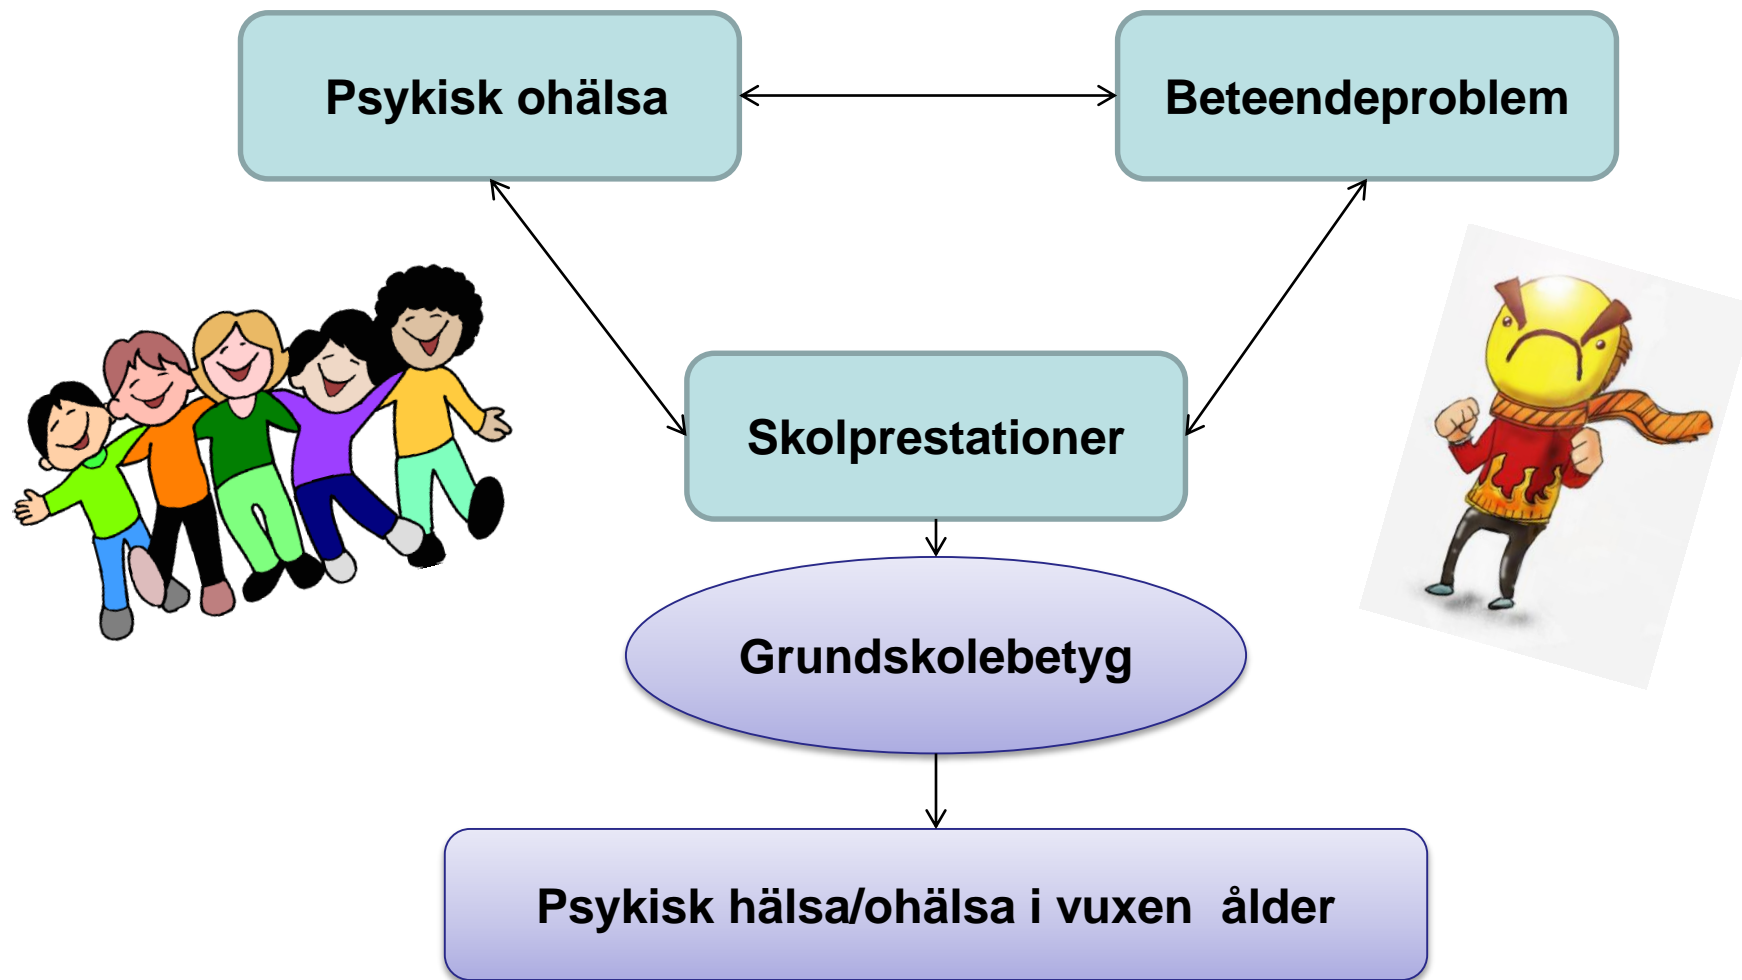 Psykisk ohälsa
Beteendeproblem
Skolprestationer
Grundskolebetyg
Psykisk hälsa/ohälsa i vuxen  ålder